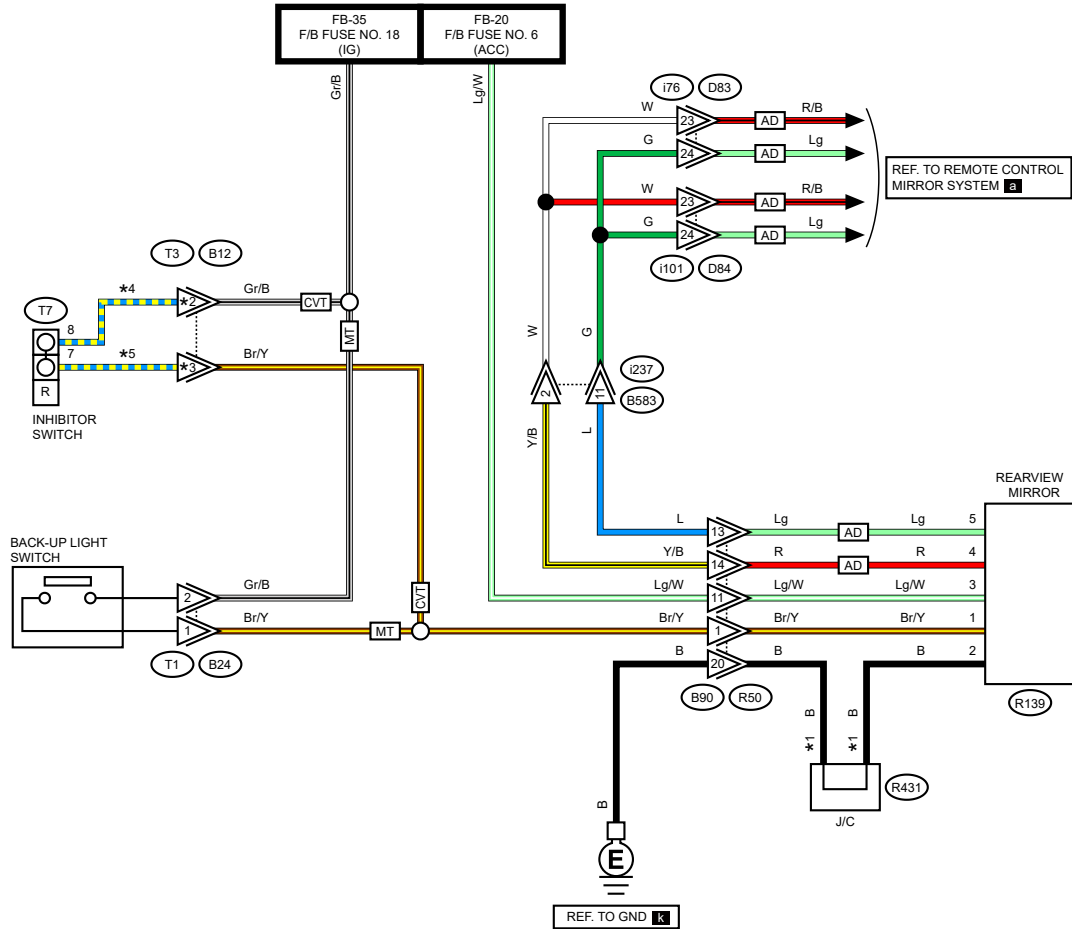 FB-35
F/B FUSE NO. 18
(IG)
FB-20
F/B FUSE NO. 6
(ACC)
Gr/B
Lg/W
i76
D83
W
23
AD
R/B
G
24
AD
Lg
W
23
AD
R/B
G
24
AD
Lg
i101
D84
REF. TO REMOTE CONTROL
MIRROR SYSTEM a
T3
B12
*4
*2
Gr/B
CVT
MT
T7
8
7
*5
*3
Br/Y
R
INHIBITOR
SWITCH
W
G
2
11
i237
B583
Y/B
L
REARVIEW
MIRROR
L
13
Lg
AD
Lg
5
Y/B
14
R
AD
R
4
Lg/W
11
Lg/W
Lg/W
3
Br/Y
1
Br/Y
Br/Y
1
B
20
B
B
2
BACK-UP LIGHT
SWITCH
2
Gr/B
CVT
1
Br/Y
MT
T1
B24
B90
R50
R139
B
*1
B
*1
R431
J/C
B
E
REF. TO GND k